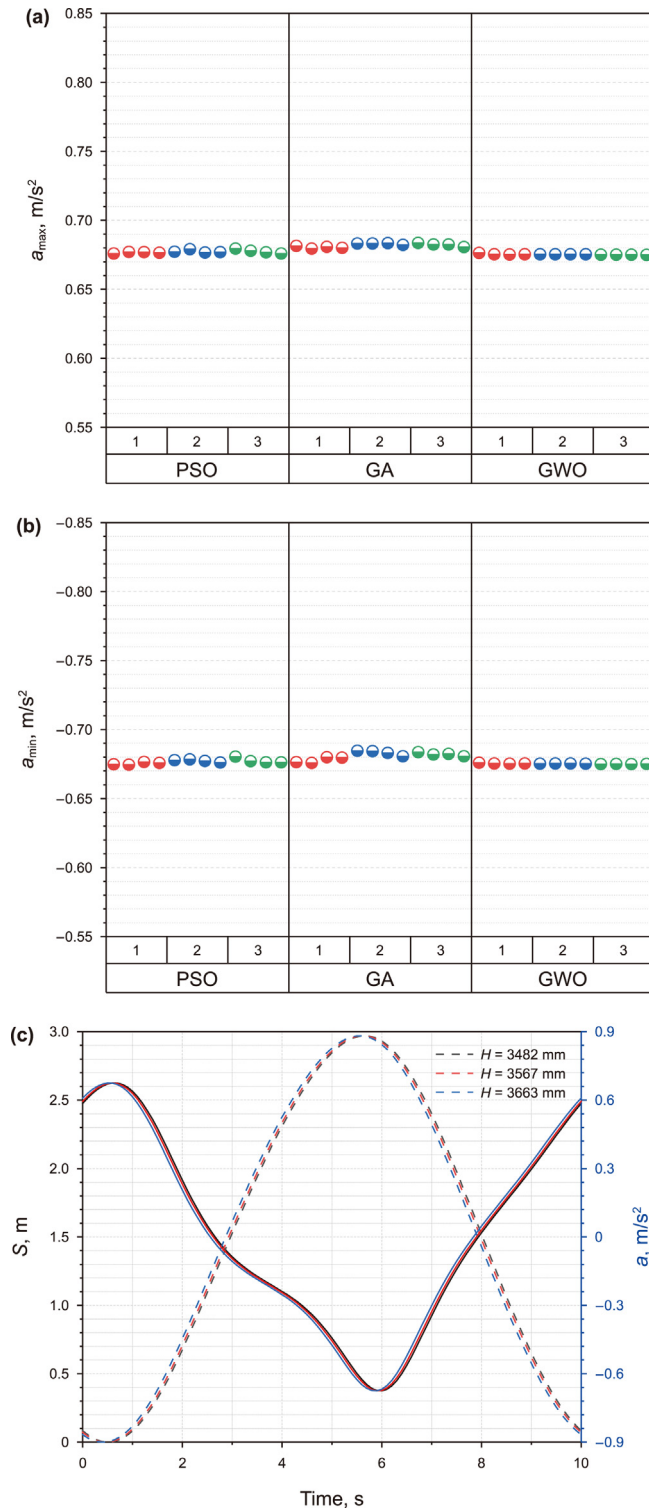 (a)
0.85
0.80
0.75
0.70
0.65
0.60
0.55
a_max, m/s²
1 2 3 1 2 3 1 2 3
PSO GA GWO
(b)
−0.85
−0.80
−0.75
−0.70
−0.65
−0.60
−0.55
a_min, m/s²
1 2 3 1 2 3 1 2 3
PSO GA GWO
(c)
3.0
2.5
2.0
1.5
1.0
0.5
0
S, m
H = 3482 mm
H = 3567 mm
H = 3663 mm
0.9
0.6
0.3
0
−0.3
−0.6
−0.9
a, m/s²
0 2 4 6 8 10
Time, s